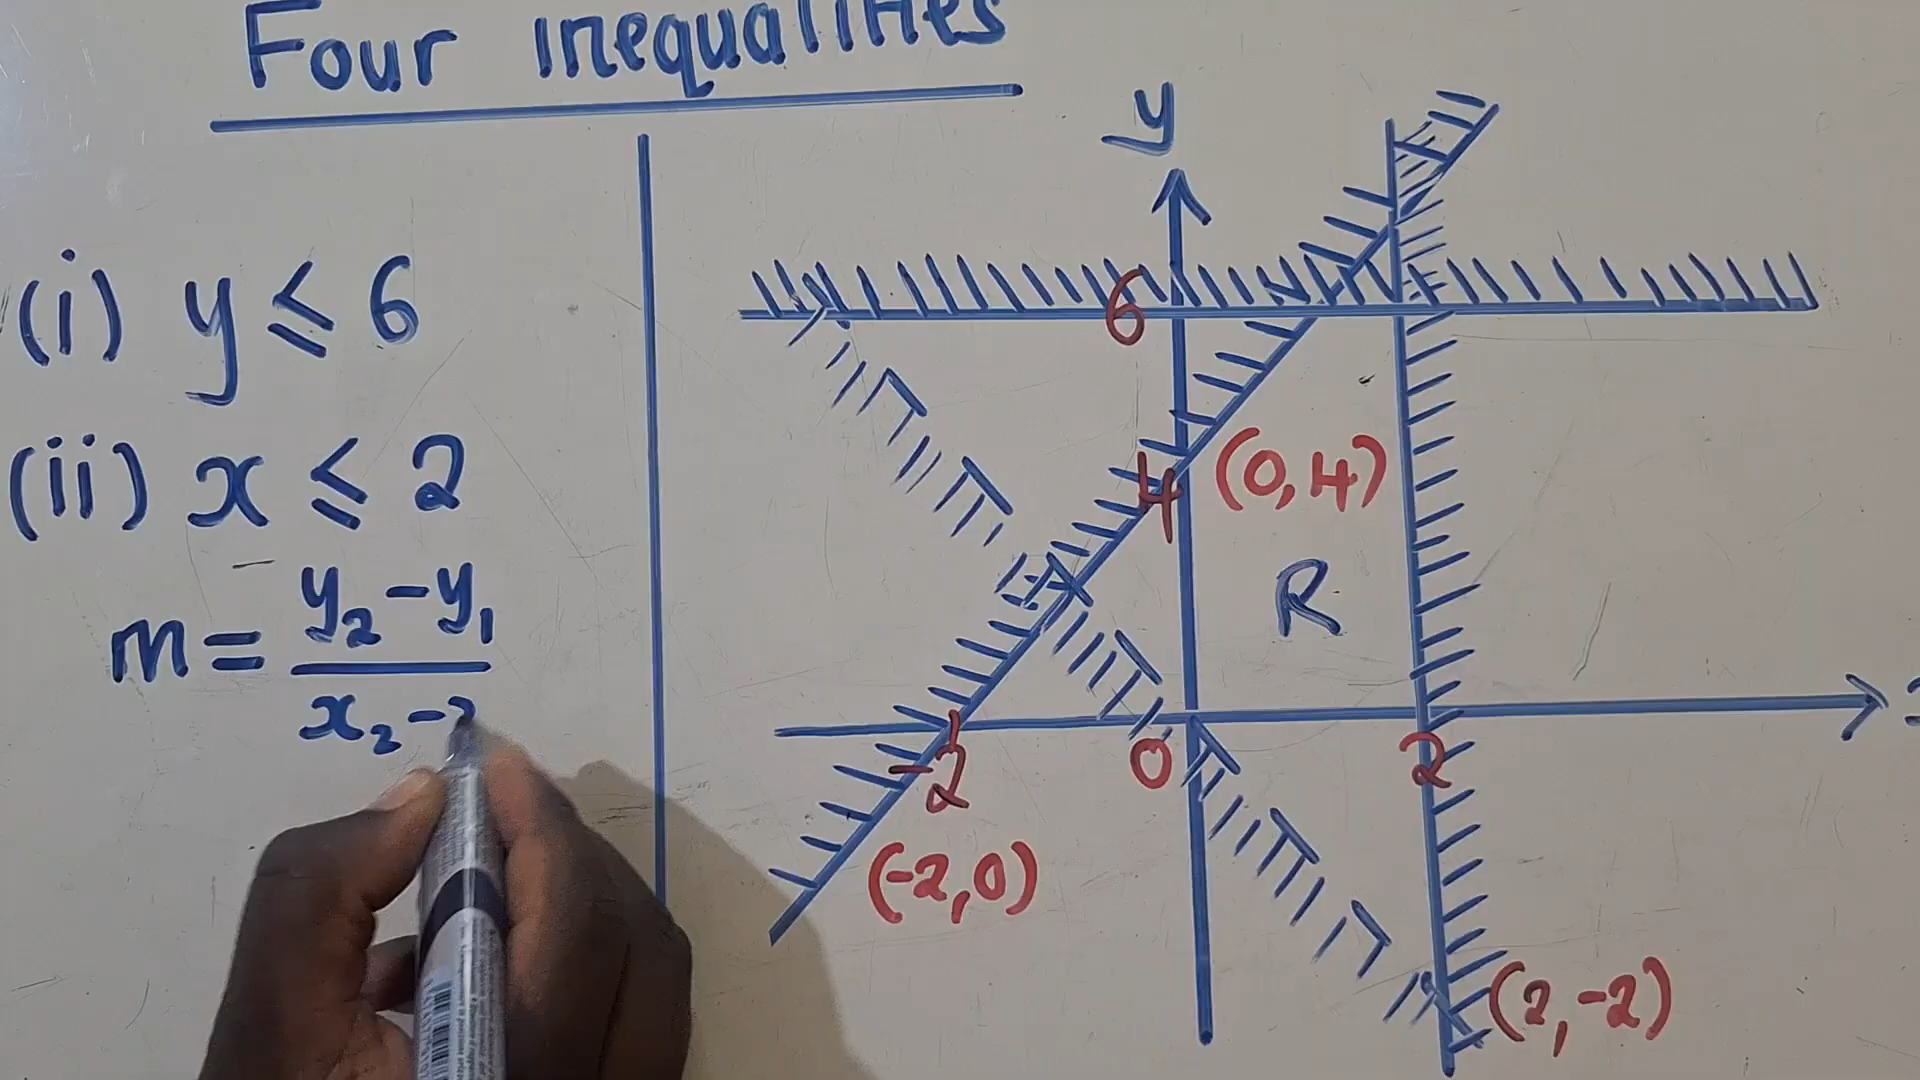 Four inequalities
(i) y ≤ 6
(ii) x ≤ 2
m = y₂ - y₁
x₂ -
y
6
4
(0,4)
R
-2
0
2
(-2,0)
(2,-2)